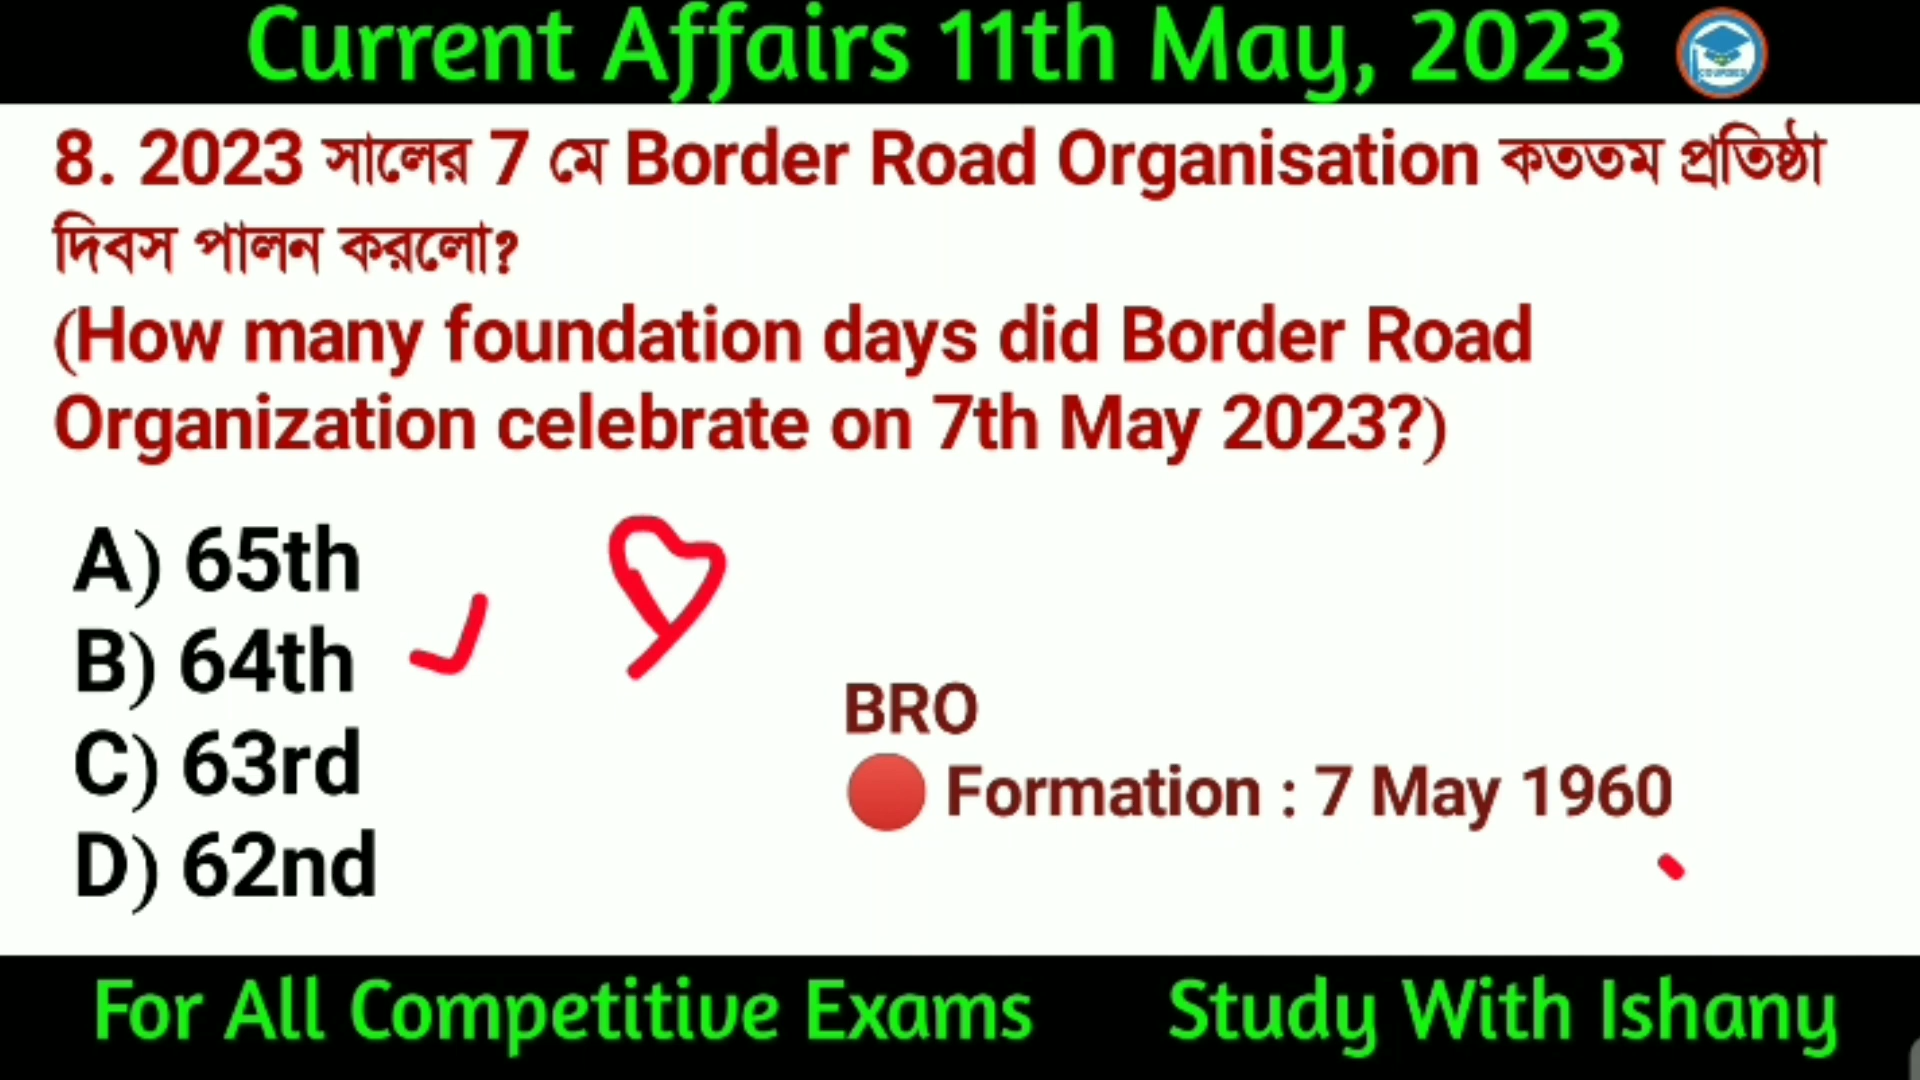 Current Affairs 11th May, 2023
8. 2023 সালের 7 মে Border Road Organisation কততম প্রতিষ্ঠা
দিবস পালন করলো?
(How many foundation days did Border Road
Organization celebrate on 7th May 2023?)
A) 65th
B) 64th
C) 63rd
D) 62nd
BRO
🔴 Formation : 7 May 1960
For All Competitive Exams Study With Ishany